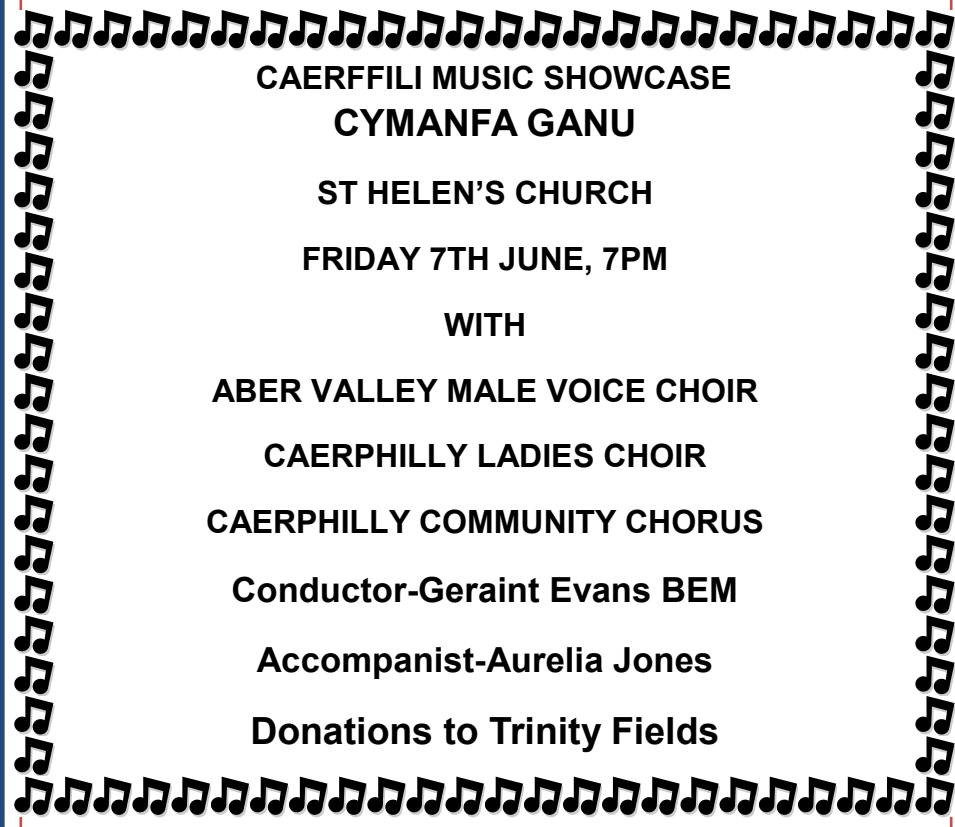 CAERFFILI MUSIC SHOWCASE
CYMANFA GANU
ST HELEN'S CHURCH
FRIDAY 7TH JUNE, 7PM
WITH
ABER VALLEY MALE VOICE CHOIR
CAERPHILLY LADIES CHOIR
CAERPHILLY COMMUNITY CHORUS
Conductor-Geraint Evans BEM
Accompanist-Aurelia Jones
Donations to Trinity Fields